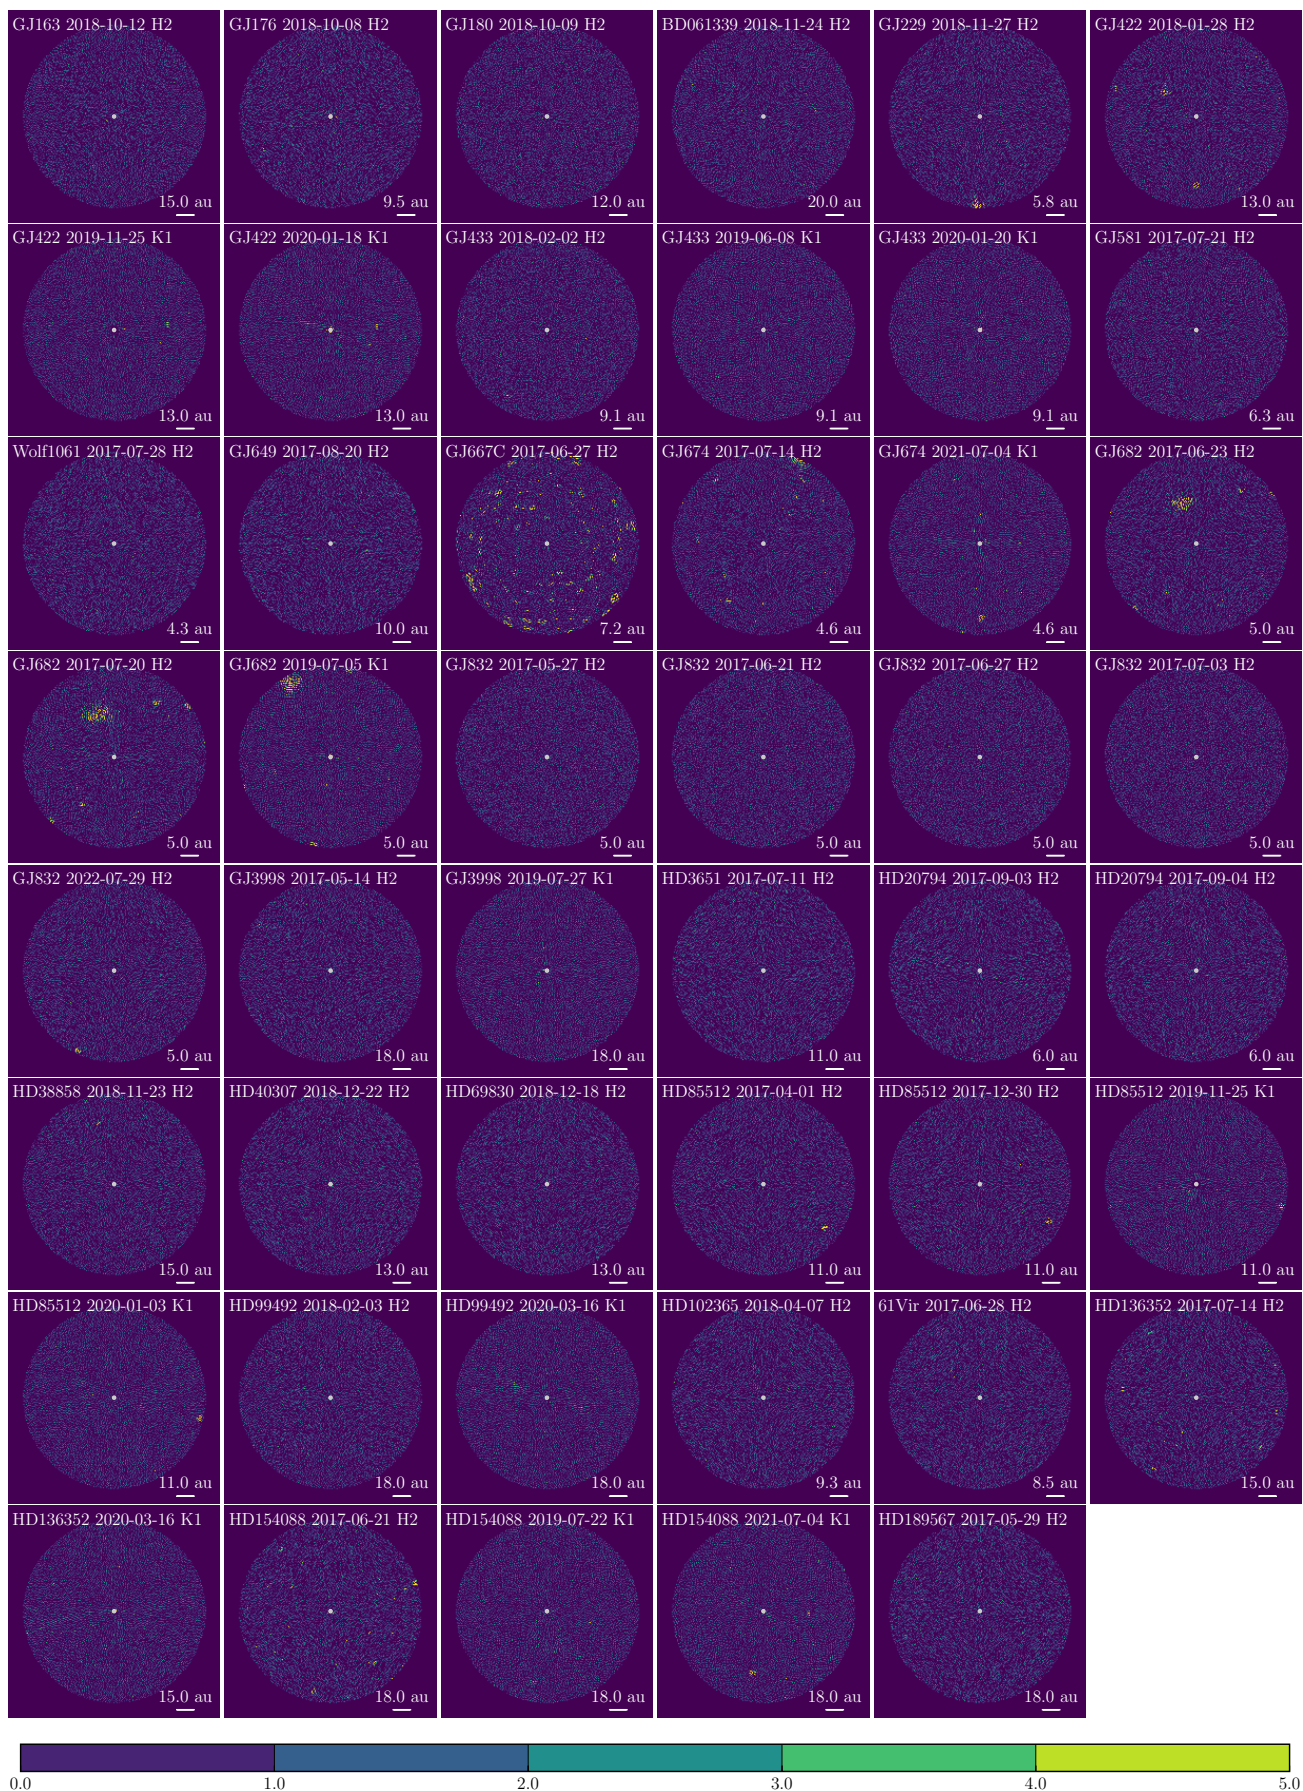 GJ163 2018-10-12 H2
15.0 au
GJ176 2018-10-08 H2
9.5 au
GJ180 2018-10-09 H2
12.0 au
BD061339 2018-11-24 H2
20.0 au
GJ229 2018-11-27 H2
5.8 au
GJ422 2018-01-28 H2
13.0 au
GJ422 2019-11-25 K1
13.0 au
GJ422 2020-01-18 K1
13.0 au
GJ433 2018-02-02 H2
9.1 au
GJ433 2019-06-08 K1
9.1 au
GJ433 2020-01-20 K1
9.1 au
GJ581 2017-07-21 H2
6.3 au
Wolf1061 2017-07-28 H2
4.3 au
GJ649 2017-08-20 H2
10.0 au
GJ667C 2017-06-27 H2
7.2 au
GJ674 2017-07-14 H2
4.6 au
GJ674 2021-07-04 K1
4.6 au
GJ682 2017-06-23 H2
5.0 au
GJ682 2017-07-20 H2
5.0 au
GJ682 2019-07-05 K1
5.0 au
GJ832 2017-05-27 H2
5.0 au
GJ832 2017-06-21 H2
5.0 au
GJ832 2017-06-27 H2
5.0 au
GJ832 2017-07-03 H2
5.0 au
GJ832 2022-07-29 H2
5.0 au
GJ3998 2017-05-14 H2
18.0 au
GJ3998 2019-07-27 K1
18.0 au
HD3651 2017-07-11 H2
11.0 au
HD20794 2017-09-03 H2
6.0 au
HD20794 2017-09-04 H2
6.0 au
HD38858 2018-11-23 H2
15.0 au
HD40307 2018-12-22 H2
13.0 au
HD69830 2018-12-18 H2
13.0 au
HD85512 2017-04-01 H2
11.0 au
HD85512 2017-12-30 H2
11.0 au
HD85512 2019-11-25 K1
11.0 au
HD85512 2020-01-03 K1
11.0 au
HD99492 2018-02-03 H2
18.0 au
HD99492 2020-03-16 K1
18.0 au
HD102365 2018-04-07 H2
9.3 au
61Vir 2017-06-28 H2
8.5 au
HD136352 2017-07-14 H2
15.0 au
HD136352 2020-03-16 K1
15.0 au
HD154088 2017-06-21 H2
18.0 au
HD154088 2019-07-22 K1
18.0 au
HD154088 2021-07-04 K1
18.0 au
HD189567 2017-05-29 H2
18.0 au
0.0 1.0 2.0 3.0 4.0 5.0